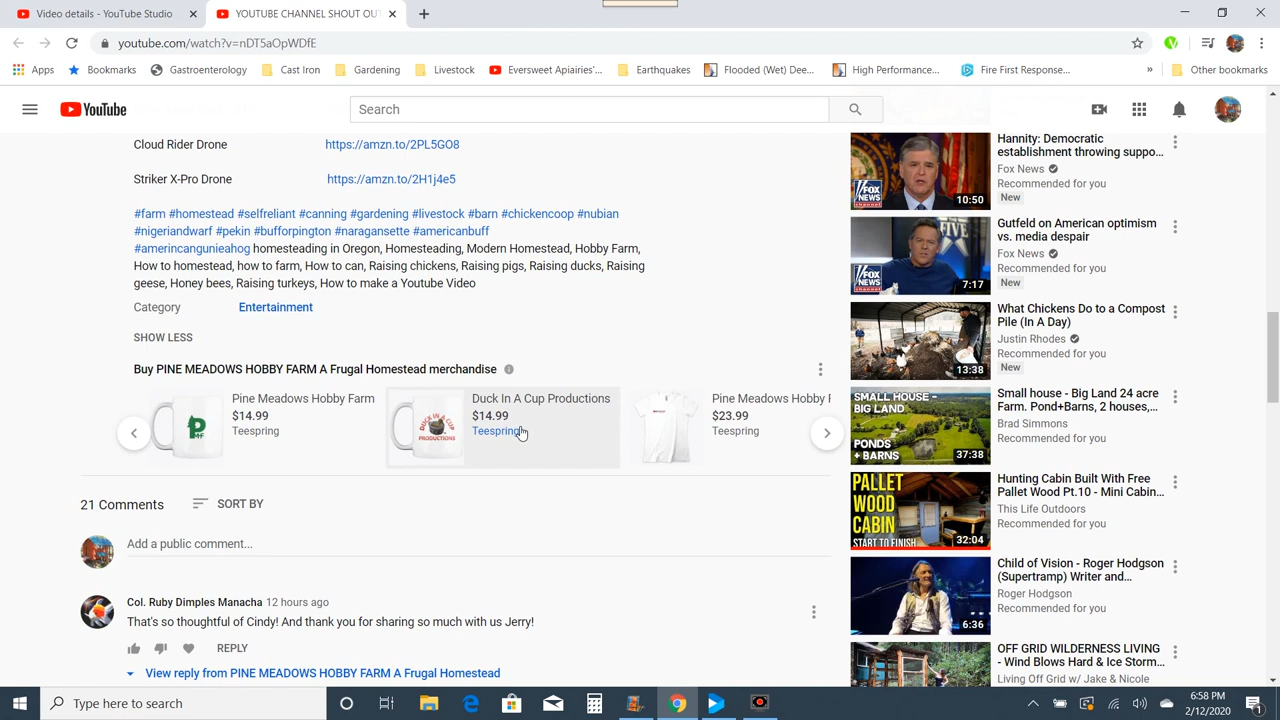 Video details - YouTube Studio
YOUTUBE CHANNEL SHOUT OUT
youtube.com/watch?v=nDT5aOpWDfE
Apps
Bookmarks
Gastroenterology
Cast Iron
Gardening
Livestock
Eversweet Apiairies'...
Earthquakes
Flooded (Wet) Dee...
High Performance...
Fire First Response...
»
Other bookmarks
YouTube
Search
Cloud Rider Drone https://amzn.to/2PL5GO8
Striker X-Pro Drone https://amzn.to/2H1j4e5
#farm #homestead #selfreliant #canning #gardening #livestock #barn #chickencoop #nubian
#nigeriandwarf #pekin #bufforpington #naragansette #americanbuff
#amerincangunieahog homesteading in Oregon, Homesteading, Modern Homestead, Hobby Farm,
How to homestead, how to farm, How to can, Raising chickens, Raising pigs, Raising ducks, Raising
geese, Honey bees, Raising turkeys, How to make a Youtube Video
Category Entertainment
SHOW LESS
Buy PINE MEADOWS HOBBY FARM A Frugal Homestead merchandise
Pine Meadows Hobby Farm
$14.99
Teespring
PRODUCTIONS
Duck In A Cup Productions
$14.99
Teespring
Pine Meadows Hobby F
$23.99
Teespring
21 Comments
SORT BY
Add a public comment...
Col. Ruby Dimples Manacha 12 hours ago
That's so thoughtful of Cindy! And thank you for sharing so much with us Jerry!
REPLY
View reply from PINE MEADOWS HOBBY FARM A Frugal Homestead
FOX NEWS channel
10:50
Hannity: Democratic
establishment throwing suppo...
Fox News
Recommended for you
New
FOX NEWS channel
7:17
Gutfeld on American optimism
vs. media despair
Fox News
Recommended for you
New
13:38
What Chickens Do to a Compost
Pile (In A Day)
Justin Rhodes
Recommended for you
New
SMALL HOUSE -
BIG LAND
PONDS
+ BARNS
37:38
Small house - Big Land 24 acre
Farm. Pond+Barns, 2 houses,...
Brad Simmons
Recommended for you
PALLET
WOOD
CABIN
START TO FINISH
32:04
Hunting Cabin Built With Free
Pallet Wood Pt.10 - Mini Cabin...
This Life Outdoors
Recommended for you
6:36
Child of Vision - Roger Hodgson
(Supertramp) Writer and...
Roger Hodgson
Recommended for you
OFF GRID WILDERNESS LIVING
- Wind Blows Hard & Ice Storm...
Living Off Grid w/ Jake & Nicole
Type here to search
6:58 PM
2/12/2020
1